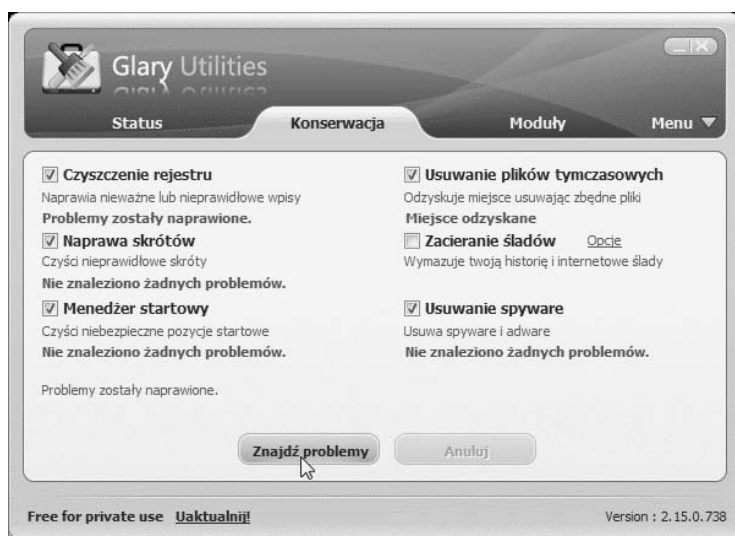 Glary Utilities
Status Konserwacja Moduły Menu
Czyszczenie rejestru
Naprawia nieważne lub nieprawidłowe wpisy
Problemy zostały naprawione.
Naprawa skrótów
Czyści nieprawidłowe skróty
Nie znaleziono żadnych problemów.
Menedżer startowy
Czyści niebezpieczne pozycje startowe
Nie znaleziono żadnych problemów.
Problemy zostały naprawione.
Usuwanie plików tymczasowych
Odzyskuje miejsce usuwając zbędne pliki
Miejsce odzyskane
Zacieranie śladów Opcje
Wymazuje twoją historię i internetowe ślady
Usuwanie spyware
Usuwa spyware i adware
Nie znaleziono żadnych problemów.
Znajdź problemy Anuluj
Free for private use Uaktualnij! Version : 2.15.0.738